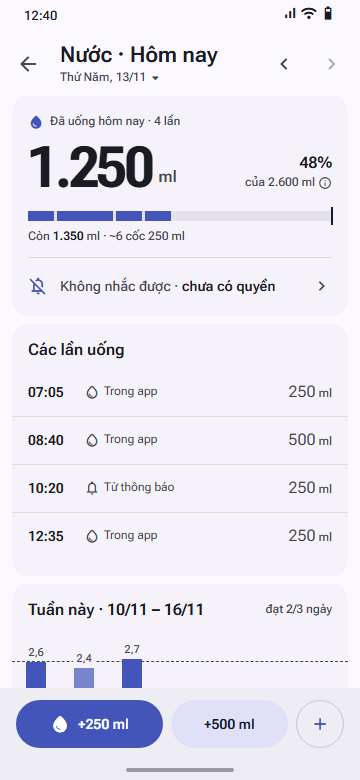 12:40
Nước · Hôm nay
Thứ Năm, 13/11
Đã uống hôm nay · 4 lần
1.250 ml
48%
của 2.600 ml
Còn 1.350 ml · ~6 cốc 250 ml
Không nhắc được · chưa có quyền
Các lần uống
07:05 Trong app 250 ml
08:40 Trong app 500 ml
10:20 Từ thông báo 250 ml
12:35 Trong app 250 ml
Tuần này · 10/11 – 16/11 đạt 2/3 ngày
2,6 2,4 2,7
+250 ml +500 ml +